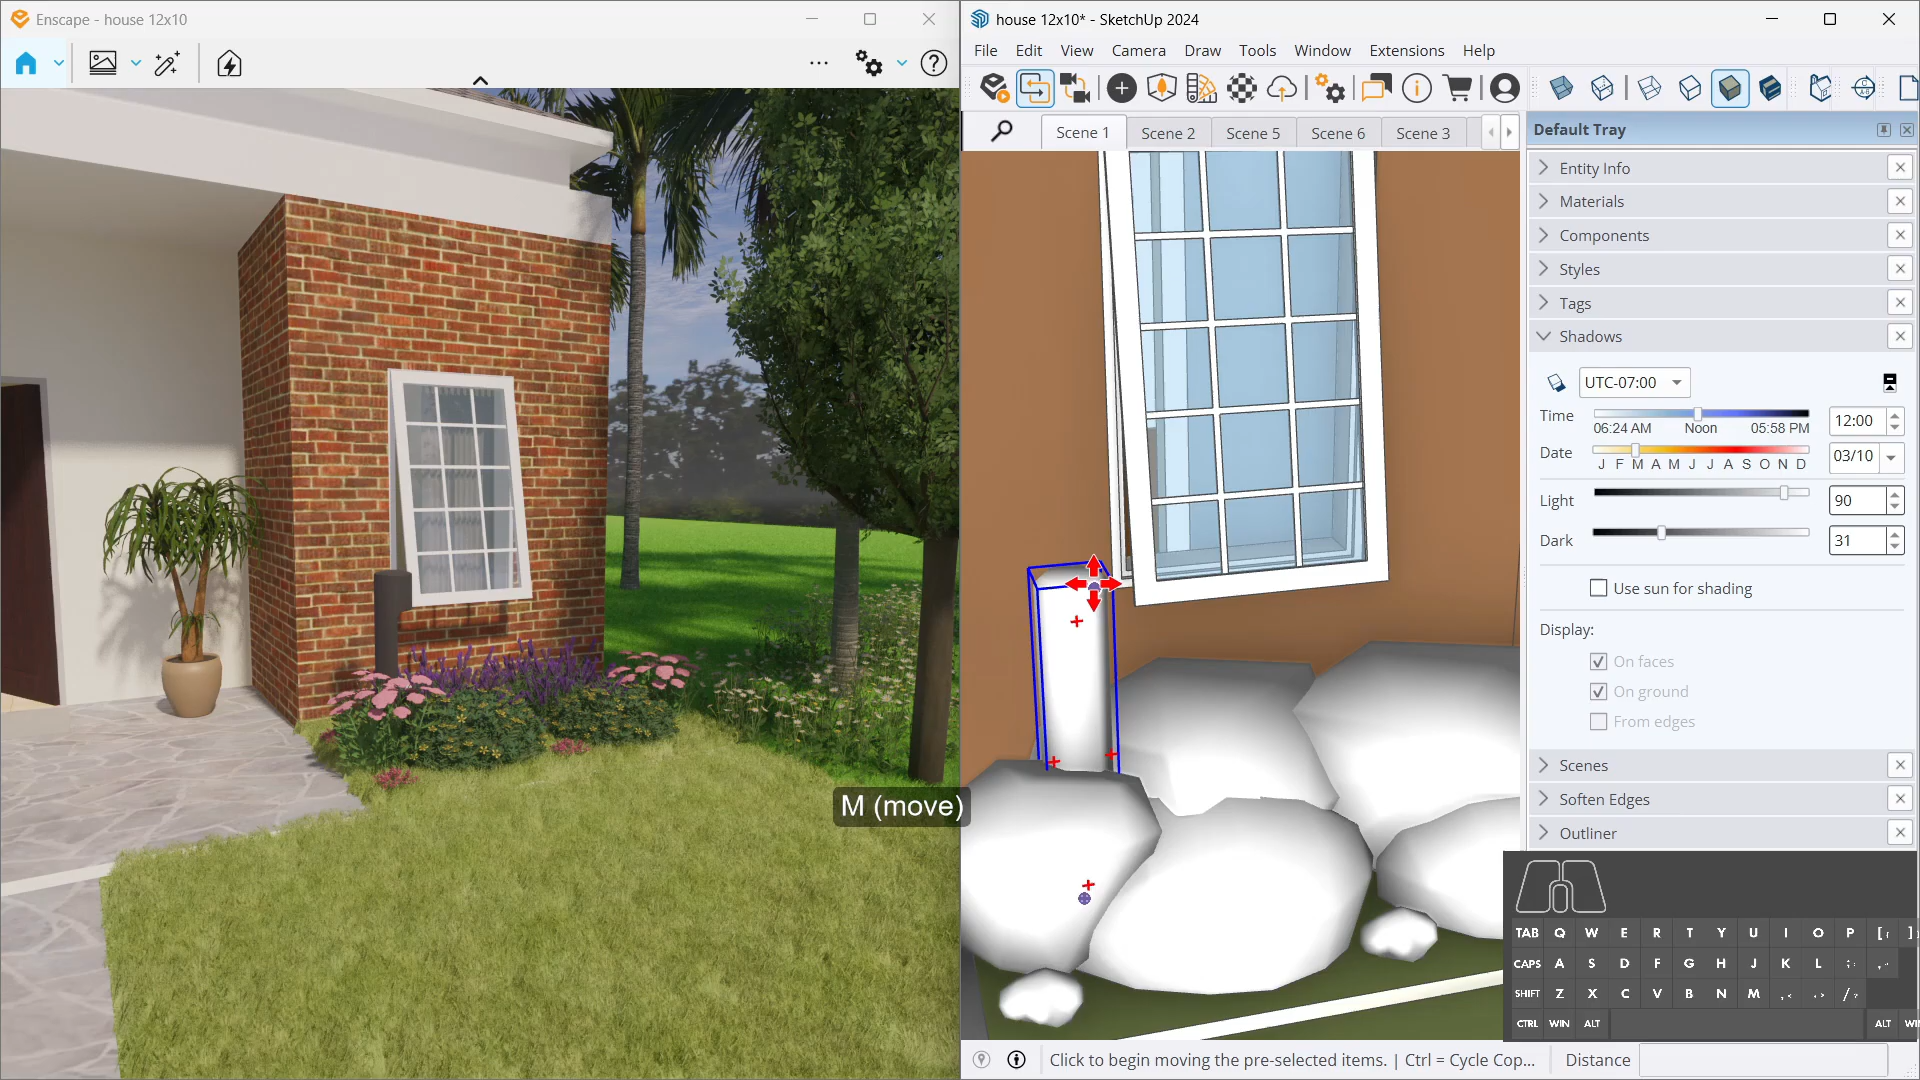 Enscape - house 12x10
house 12x10* - SketchUp 2024
File Edit View Camera Draw Tools Window Extensions Help
Scene 1 Scene 2 Scene 5 Scene 6 Scene 3
Default Tray
Entity Info
Materials
Components
Styles
Tags
Shadows
UTC-07:00
Time 12:00
06:24 AM Noon 05:58 PM
Date 03/10
J F M A M J J A S O N D
Light 90
Dark 31
Use sun for shading
Display:
On faces
On ground
From edges
Scenes
Soften Edges
Outliner
M (move)
TAB Q W E R T Y U I O P [ ]
CAPS A S D F G H J K L ;
SHIFT Z X C V B N M , . / ?
CTRL WIN ALT ALT WI
Click to begin moving the pre-selected items. | Ctrl = Cycle Cop... Distance